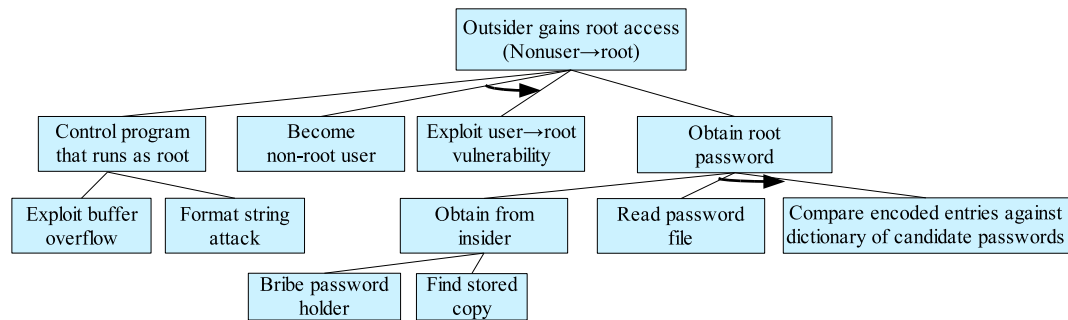 Outsider gains root access
(Nonuser→root)
Control program
that runs as root
Become
non-root user
Exploit user→root
vulnerability
Obtain root
password
Exploit buffer
overflow
Format string
attack
Obtain from
insider
Read password
file
Compare encoded entries against
dictionary of candidate passwords
Bribe password
holder
Find stored
copy